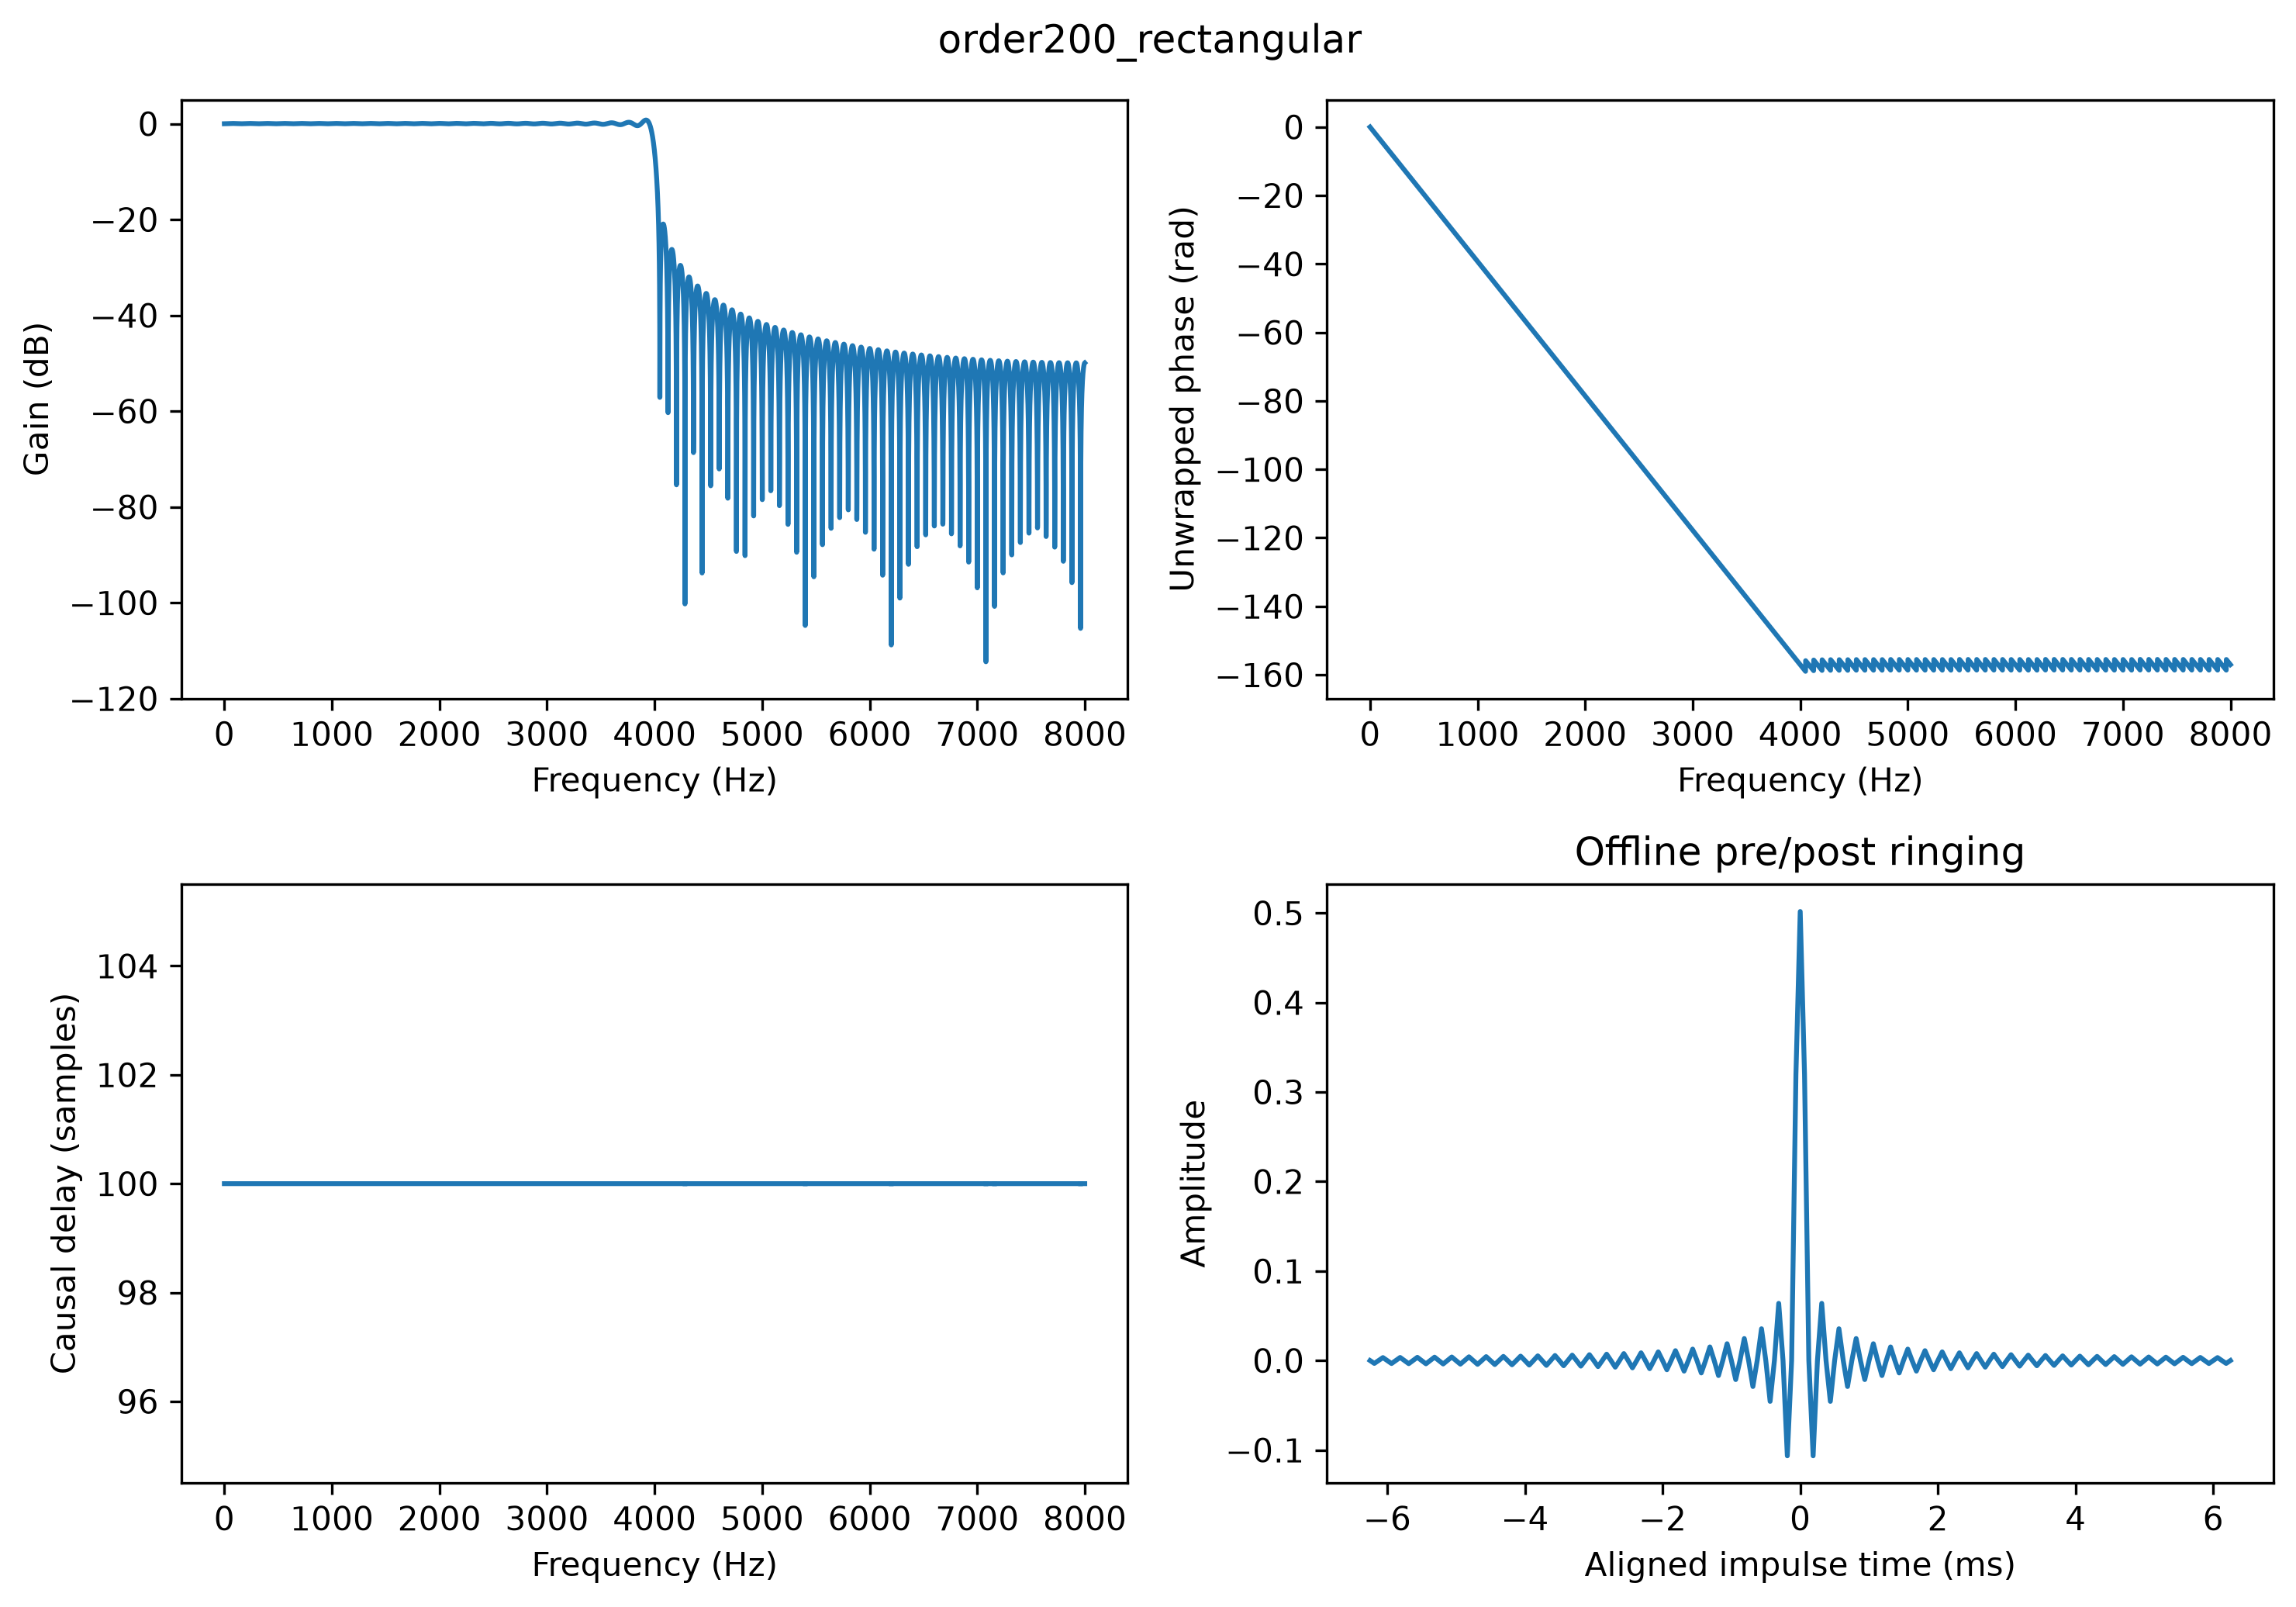 order200_rectangular
0
−20
−40
−60
−80
−100
−120
Gain (dB)
0 1000 2000 3000 4000 5000 6000 7000 8000
Frequency (Hz)
0
−20
−40
−60
−80
−100
−120
−140
−160
Unwrapped phase (rad)
0 1000 2000 3000 4000 5000 6000 7000 8000
Frequency (Hz)
104
102
100
98
96
Causal delay (samples)
0 1000 2000 3000 4000 5000 6000 7000 8000
Frequency (Hz)
Offline pre/post ringing
0.5
0.4
0.3
0.2
0.1
0.0
−0.1
Amplitude
−6 −4 −2 0 2 4 6
Aligned impulse time (ms)